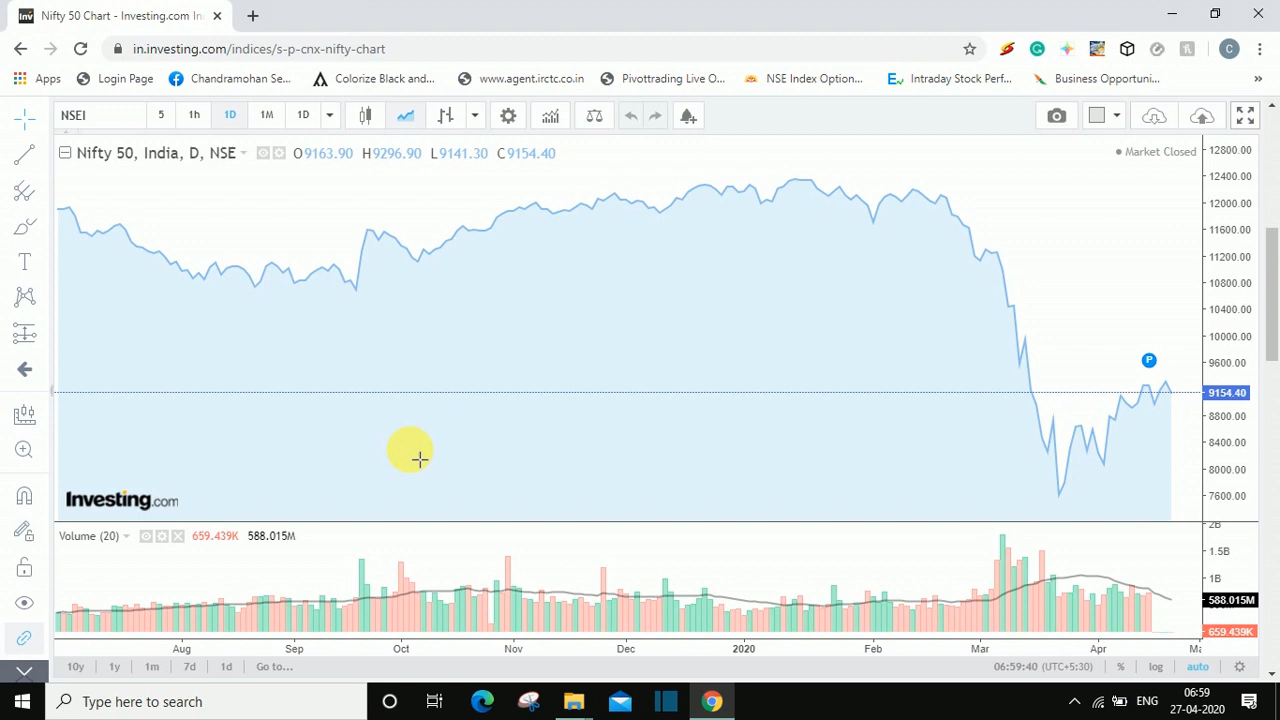 Nifty 50 Chart - Investing.com In
in.investing.com/indices/s-p-cnx-nifty-chart
C
Apps Login Page Chandramohan Se... Colorize Black and... www.agent.irctc.co.in Pivottrading Live O... NSE Index Option... Intraday Stock Perf... Business Opportuni... »
NSEI 5 1h 1D 1M 1D
Nifty 50, India, D, NSE O9163.90 H9296.90 L9141.30 C9154.40 Market Closed
12800.00
12400.00
12000.00
11600.00
11200.00
10800.00
10400.00
10000.00
9600.00
P
9154.40
8800.00
8400.00
8000.00
7600.00
Investing.com
Volume (20) 659.439K 588.015M
2B
1.5B
1B
588.015M
659.439K
Aug Sep Oct Nov Dec 2020 Feb Mar Apr Ma
10y 1y 1m 7d 1d Go to... 06:59:40 (UTC+5:30) % log auto
Type here to search
ENG
06:59
27-04-2020